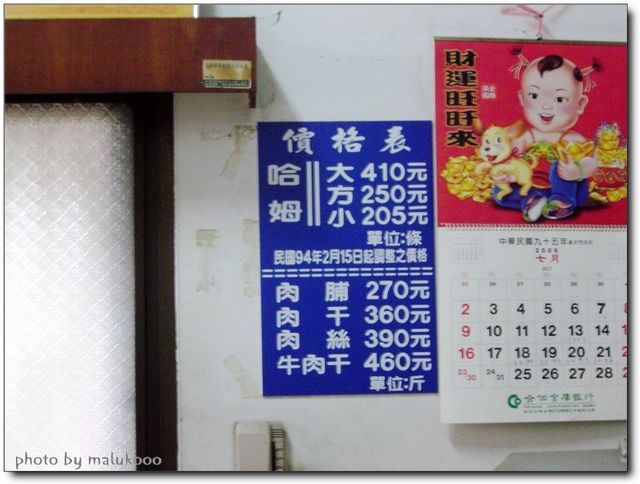 價格表
哈姆
大 410元
方 250元
小 205元
單位:條
民國94年2月15日起調整之價格
肉脯 270元
肉干 360元
肉絲 390元
牛肉干 460元
單位:斤
財運旺旺來
中華民國九十五年
2006
七月
2 3 4 5 6 7 8
9 10 11 12 13 14
16 17 18 19 20 21
23/30 24/31 25 26 27 28
合作金庫銀行
photo by malukooo